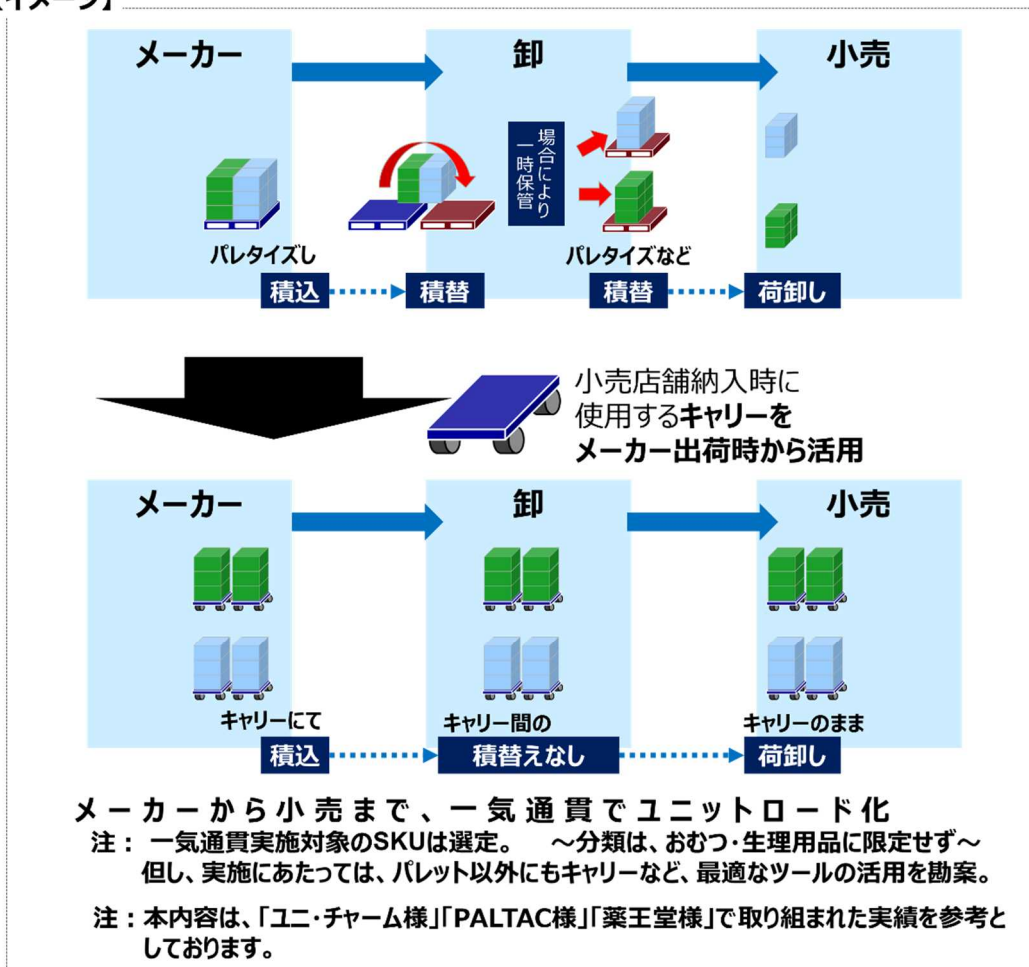 【イメージ】
メーカー
卸
小売
場合により
一時保管
パレタイズし
パレタイズなど
積込
積替
積替
荷卸し
小売店舗納入時に
使用するキャリーを
メーカー出荷時から活用
メーカー
卸
小売
キャリーにて
キャリー間の
キャリーのまま
積込
積替えなし
荷卸し
メーカーから小売まで、一気通貫でユニットロード化
注： 一気通貫実施対象のSKUは選定。 ～分類は、おむつ・生理用品に限定せず～
但し、実施にあたっては、パレット以外にもキャリーなど、最適なツールの活用を勘案。
注：本内容は、「ユニ・チャーム様」「PALTAC様」「薬王堂様」で取り組まれた実績を参考と
しております。